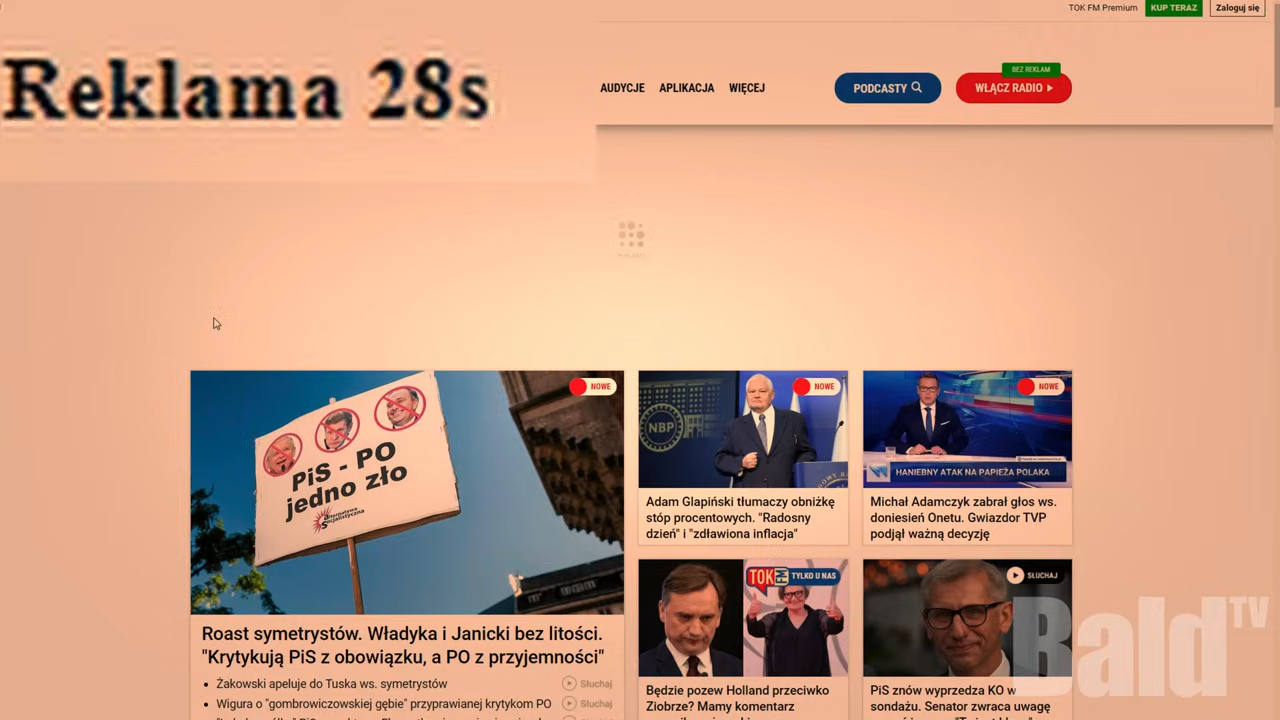 TOK FM Premium
KUP TERAZ
Zaloguj się
Reklama 28s
AUDYCJE
APLIKACJA
WIĘCEJ
PODCASTY
BEZ REKLAM
WŁĄCZ RADIO
NOWE
PiS - PO
jedno zło
alternatywa
socjalistyczna
Roast symetrystów. Władyka i Janicki bez litości.
"Krytykują PiS z obowiązku, a PO z przyjemności"
Żakowski apeluje do Tuska ws. symetrystów
Słuchaj
Wigura o "gombrowiczowskiej gębie" przyprawianej krytykom PO
Słuchaj
NOWE
NBP
Adam Glapiński tłumaczy obniżkę
stóp procentowych. "Radosny
dzień" i "zdławiona inflacja"
NOWE
HANIEBNY ATAK NA PAPIEŻA POLAKA
Michał Adamczyk zabrał głos ws.
doniesień Onetu. Gwiazdor TVP
podjął ważną decyzję
TOK FM
TYLKO U NAS
Będzie pozew Holland przeciwko
Ziobrze? Mamy komentarz
SŁUCHAJ
PiS znów wyprzedza KO w
sondażu. Senator zwraca uwagę
Bald TV